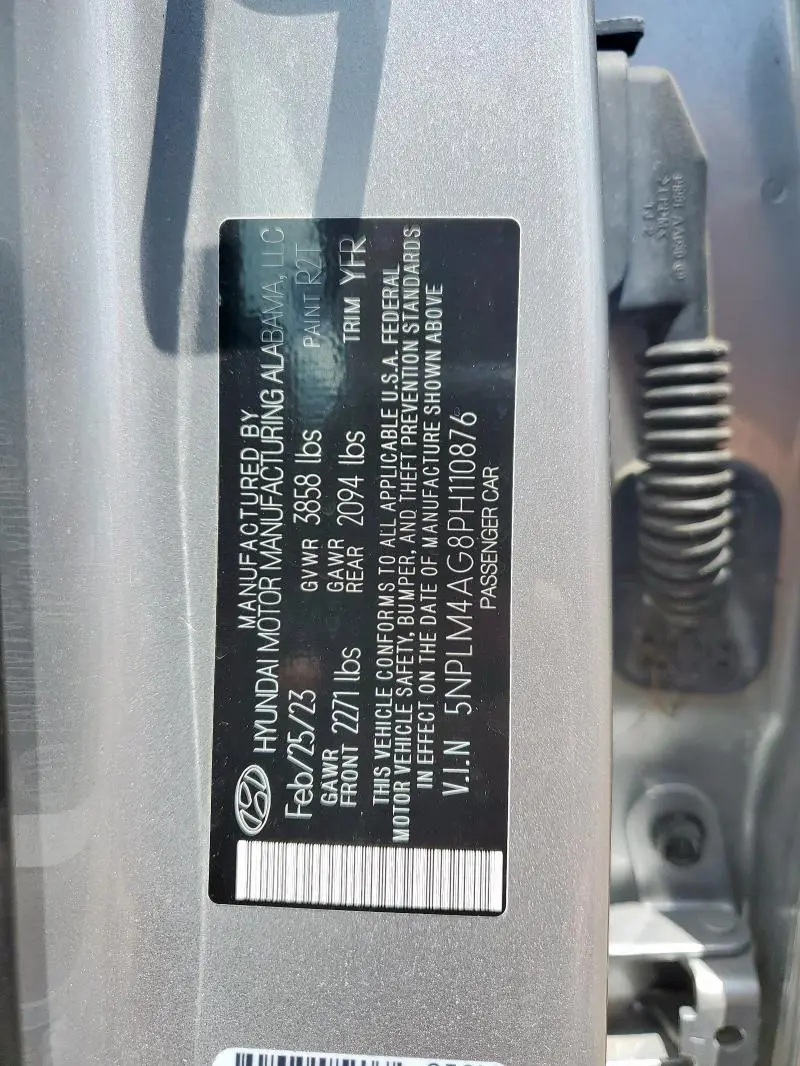 MANUFACTURED BY
HYUNDAI MOTOR MANUFACTURING ALABAMA, LLC
Feb/25/23 GVWR 3858 lbs PAINT R2T
GAWR FRONT 2271 lbs GAWR REAR 2094 lbs TRIM YFR
THIS VEHICLE CONFORMS TO ALL APPLICABLE U.S.A. FEDERAL
MOTOR VEHICLE SAFETY, BUMPER, AND THEFT PREVENTION STANDARDS
IN EFFECT ON THE DATE OF MANUFACTURE SHOWN ABOVE
V.I.N 5NPLM4AG8PH110876
PASSENGER CAR